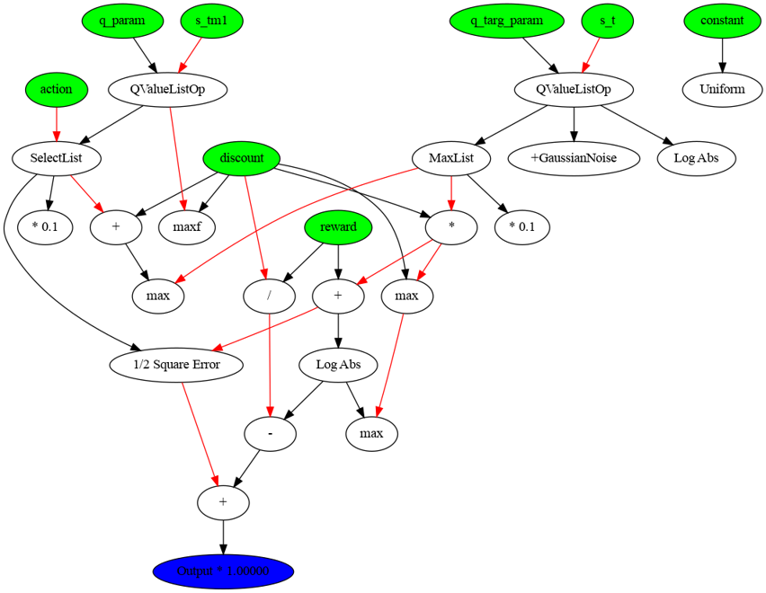 q_param
s_tm1
q_targ_param
s_t
constant
action
QValueListOp
QValueListOp
Uniform
SelectList
discount
MaxList
+GaussianNoise
Log Abs
* 0.1
+
maxf
reward
*
* 0.1
max
/
+
max
1/2 Square Error
Log Abs
-
max
+
Output * 1.00000